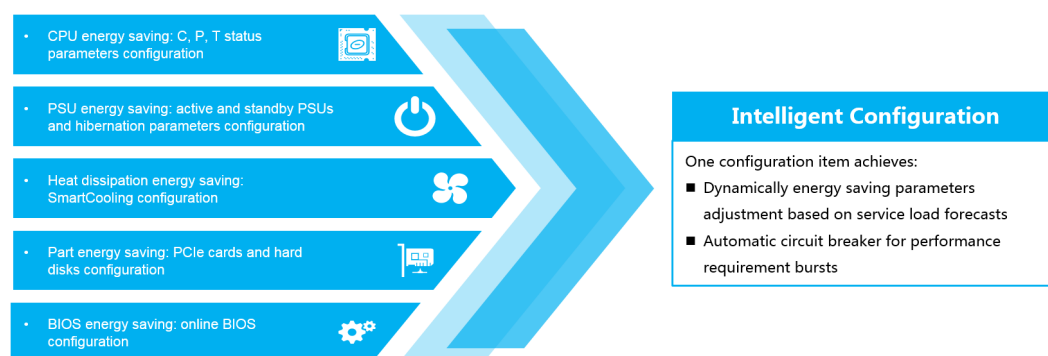 • CPU energy saving: C, P, T status
parameters configuration
• PSU energy saving: active and standby PSUs
and hibernation parameters configuration
• Heat dissipation energy saving:
SmartCooling configuration
• Part energy saving: PCIe cards and hard
disks configuration
• BIOS energy saving: online BIOS
configuration
Intelligent Configuration
One configuration item achieves:
■ Dynamically energy saving parameters
adjustment based on service load forecasts
■ Automatic circuit breaker for performance
requirement bursts